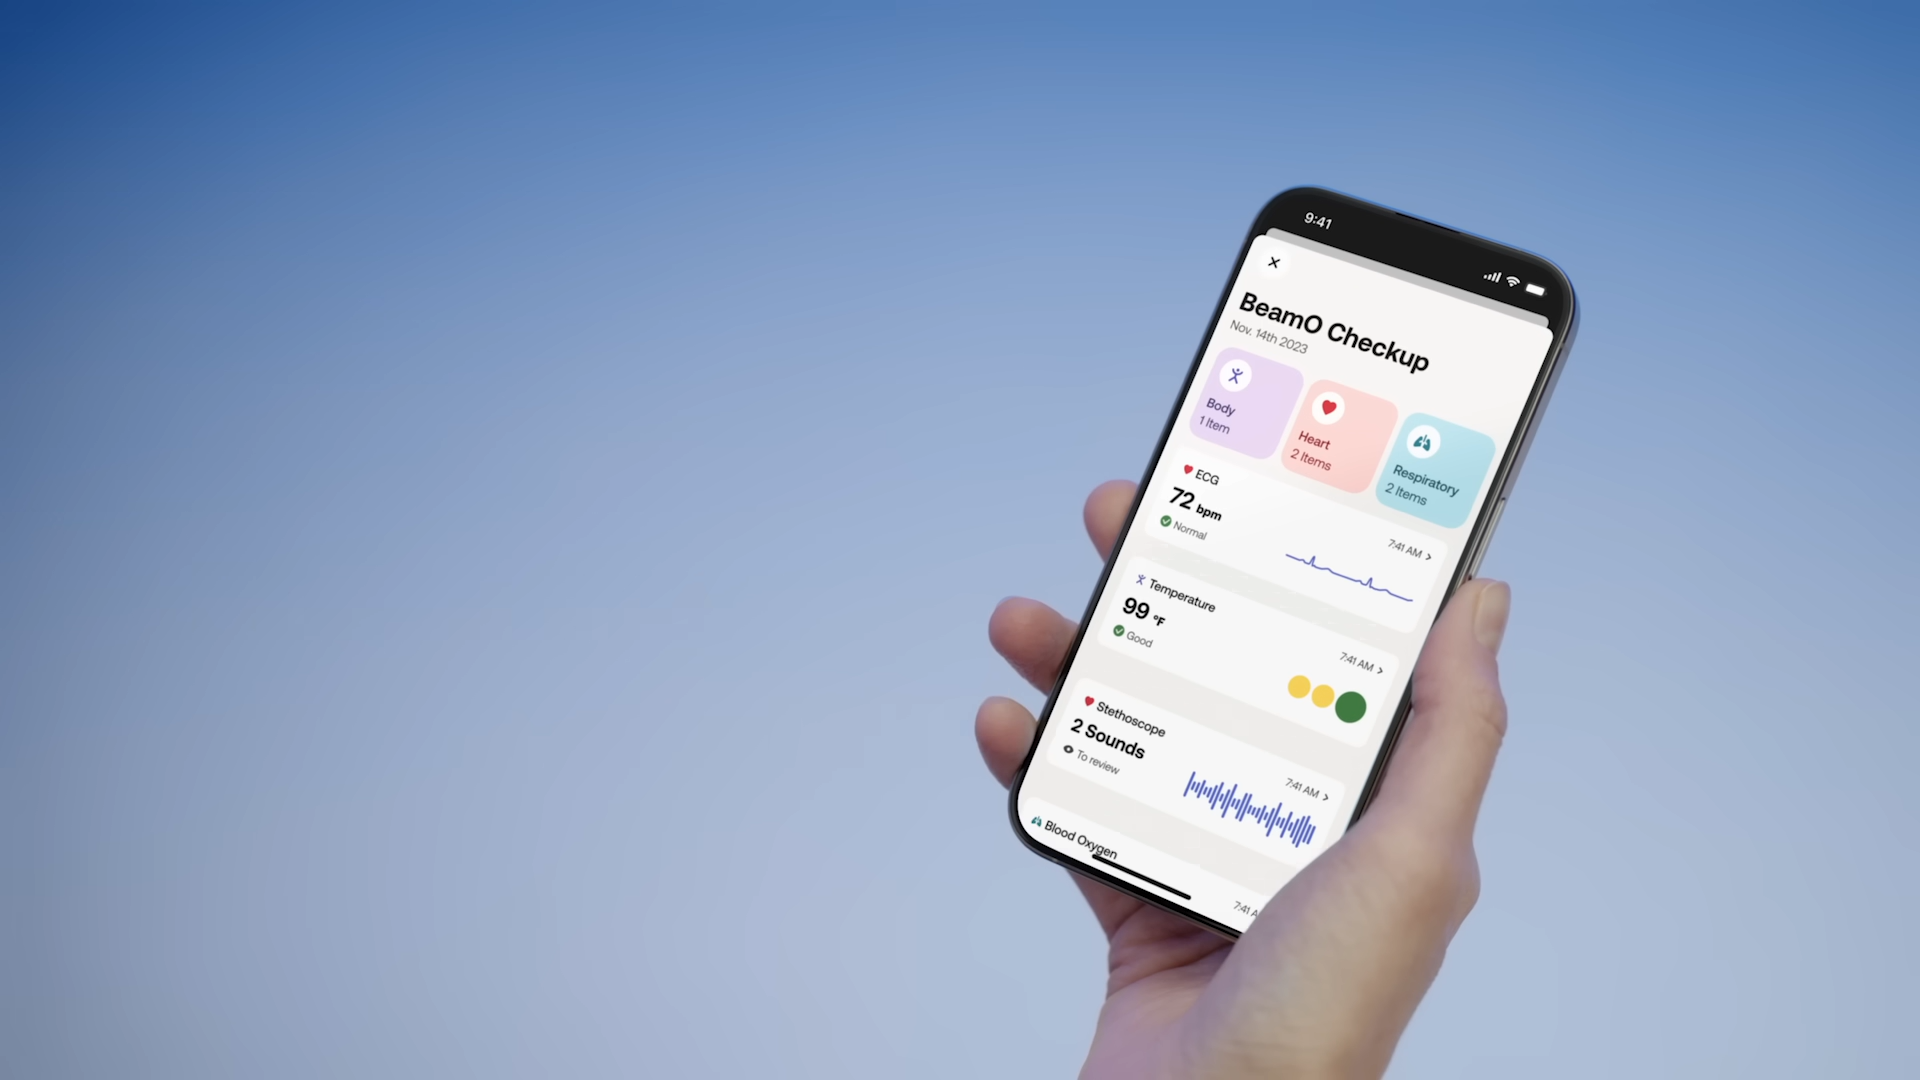 9:41
BeamO Checkup
Nov. 14th 2023
Body
1 Item
Heart
2 Items
Respiratory
2 Items
ECG
72 bpm
Normal
7:41 AM
Temperature
99 °F
Good
7:41 AM
Stethoscope
2 Sounds
To review
7:41 AM
Blood Oxygen
7:41 A